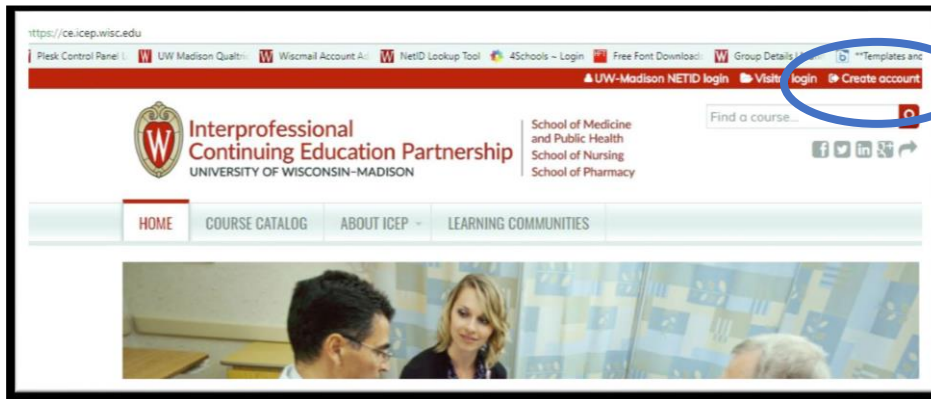 https://ce.icep.wisc.edu
Plesk Control Panel L UW Madison Qualtri Wiscmail Account Ad NetID Lookup Tool 4Schools ~ Login Free Font Download Group Details **Templates and
UW-Madison NETID login Visitor login Create account
Interprofessional
Continuing Education Partnership
UNIVERSITY OF WISCONSIN–MADISON
School of Medicine
and Public Health
School of Nursing
School of Pharmacy
Find a course...
HOME COURSE CATALOG ABOUT ICEP LEARNING COMMUNITIES